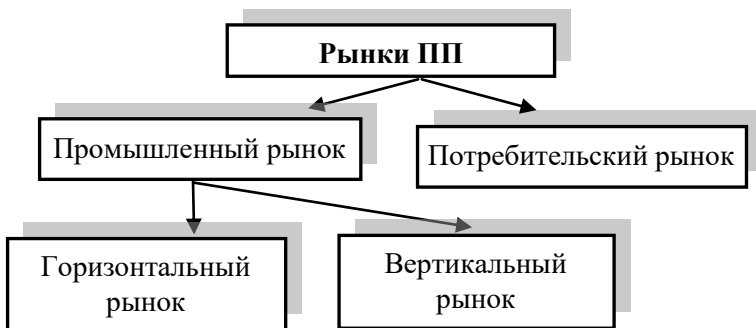 Рынки ПП
Промышленный рынок
Потребительский рынок
Горизонтальный
рынок
Вертикальный
рынок